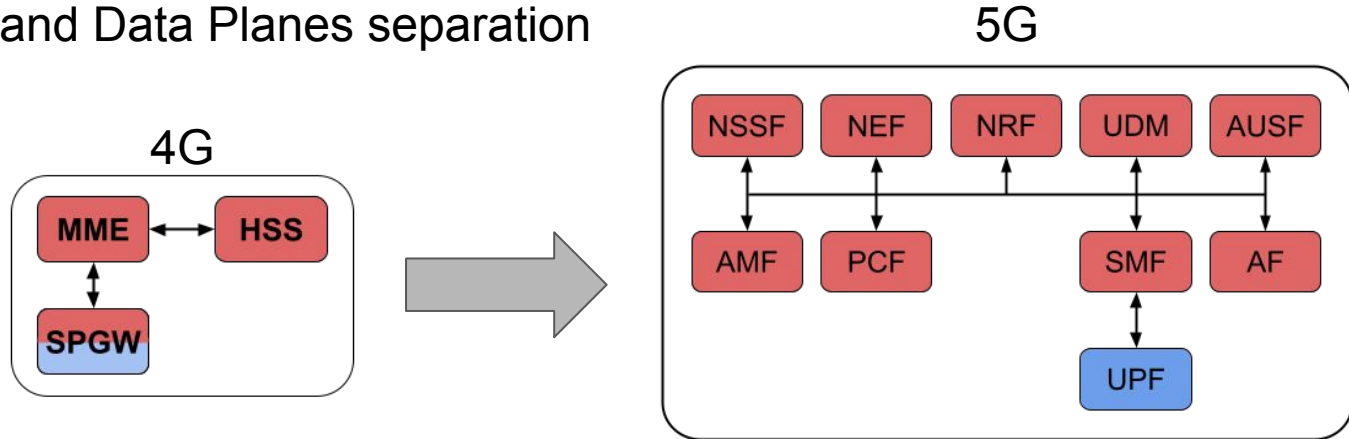 and Data Planes separation
5G
4G
MME
HSS
SPGW
NSSF
NEF
NRF
UDM
AUSF
AMF
PCF
SMF
AF
UPF